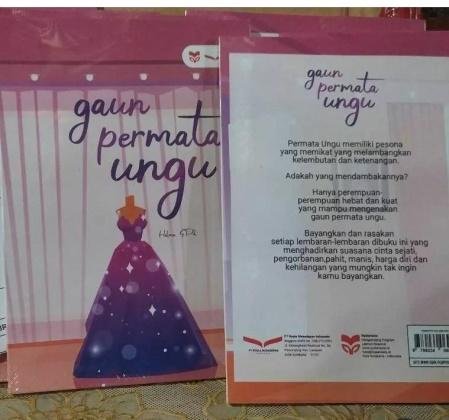 gaun
permata
ungu
gaun
permata
ungu
Permata Ungu memiliki pesona
yang memikat yang melambangkan
kelembutan dan ketenangan.
Adakah yang mendambakannya?
Hanya perempuan-
perempuan hebat dan kuat
yang mampu mengenakan
gaun permata ungu.
Bayangkan dan rasakan
setiap lembaran-lembaran dibuku ini yang
menghadirkan suasana cinta sejati,
pengorbanan,pahit, manis, harga diri dan
kehilangan yang mungkin tak ingin
kamu bayangkan.